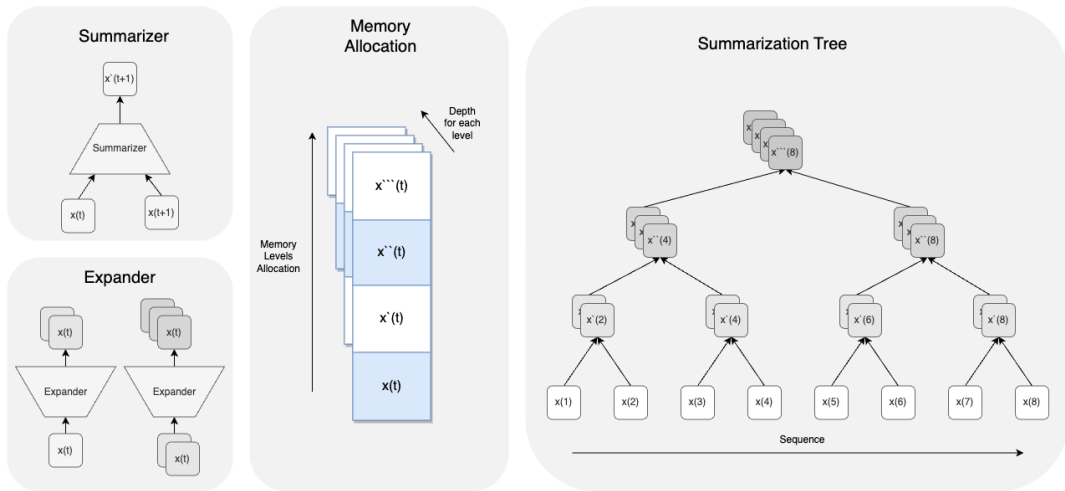 Summarizer
x`(t+1)
Summarizer
x(t)
x(t+1)
Expander
x(t)
x(t)
Expander
Expander
x(t)
x(t)
Memory
Allocation
Depth
for each
level
Memory
Levels
Allocation
x```(t)
x``(t)
x`(t)
x(t)
Summarization Tree
x
x
x
x```(8)
x
x
x``(4)
x
x
x``(8)
x
x`(2)
x
x`(4)
x
x`(6)
x
x`(8)
x(1)
x(2)
x(3)
x(4)
x(5)
x(6)
x(7)
x(8)
Sequence